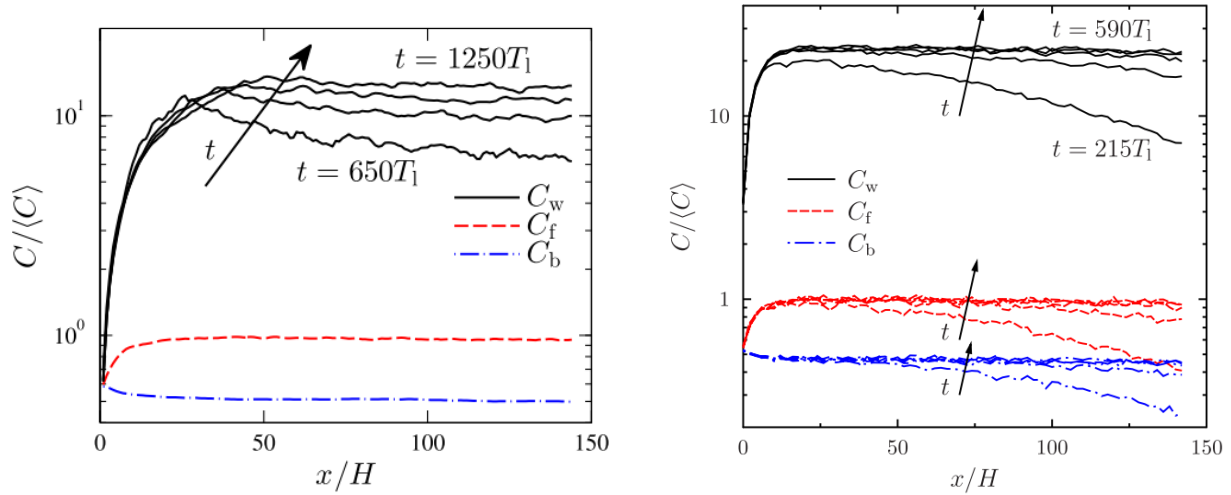 t = 1250T_l
10^1
t
t = 650T_l
C_w
C_f
C_b
C/⟨C⟩
10^0
0
50
100
150
x/H
t = 590T_l
10
t
t = 215T_l
C_w
C_f
C_b
C/⟨C⟩
1
t
t
0
50
100
150
x/H